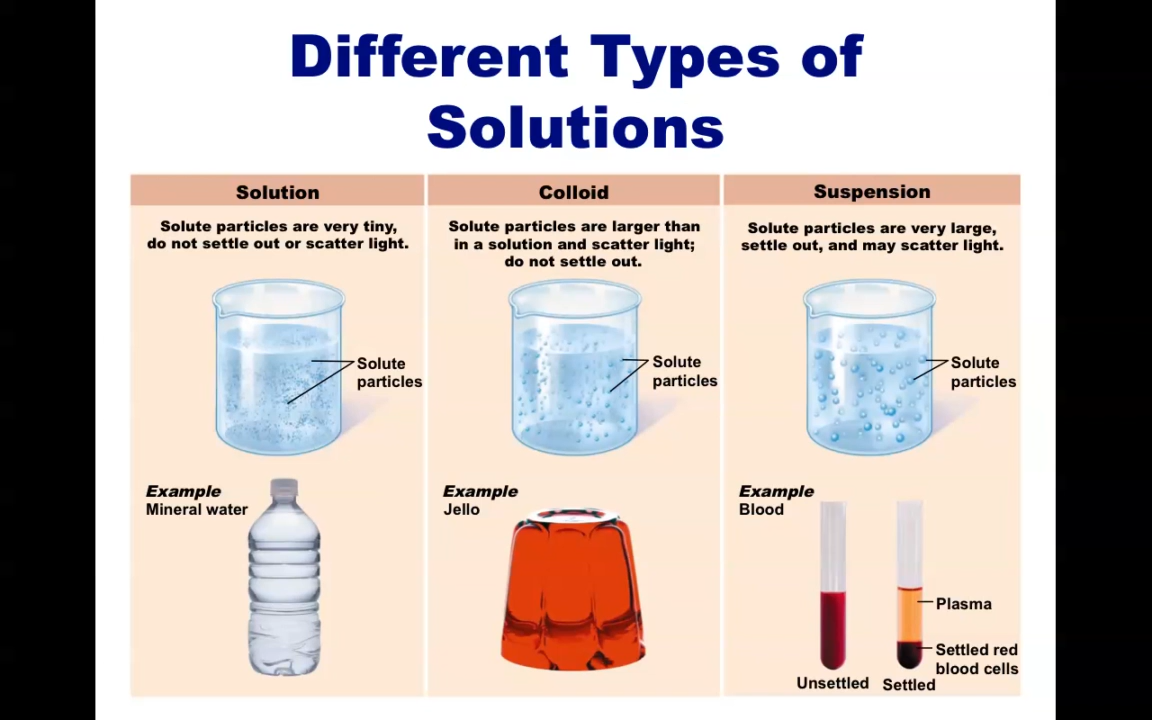 Different Types of
Solutions
Solution
Solute particles are very tiny,
do not settle out or scatter light.
Solute
particles
Example
Mineral water
Colloid
Solute particles are larger than
in a solution and scatter light;
do not settle out.
Solute
particles
Example
Jello
Suspension
Solute particles are very large,
settle out, and may scatter light.
Solute
particles
Example
Blood
Plasma
Settled red
blood cells
Unsettled
Settled